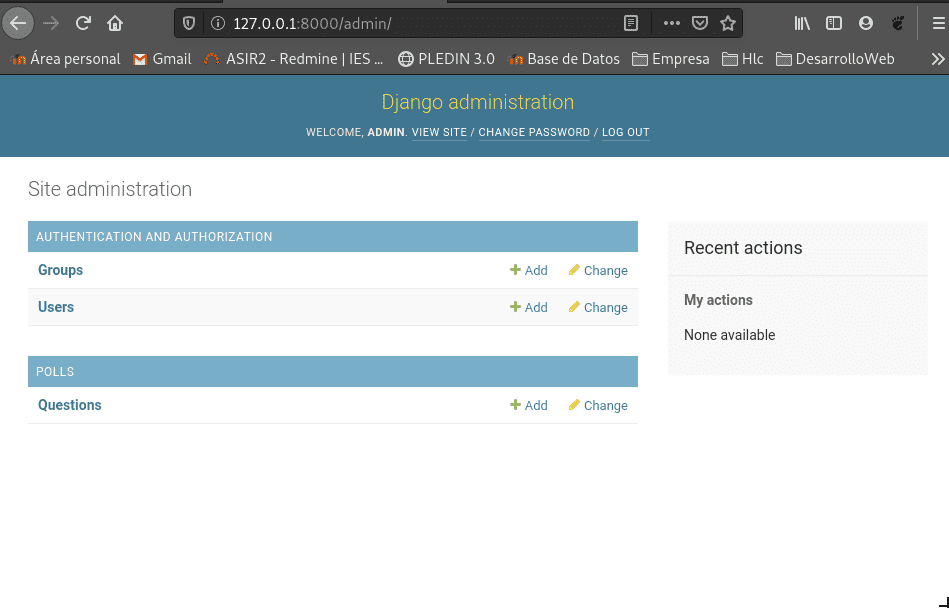 127.0.0.1:8000/admin/
Área personal Gmail ASIR2 - Redmine | IES ... PLEDIN 3.0 Base de Datos Empresa Hlc DesarrolloWeb
Django administration
WELCOME, ADMIN. VIEW SITE / CHANGE PASSWORD / LOG OUT
Site administration
AUTHENTICATION AND AUTHORIZATION
Groups Add Change
Users Add Change
POLLS
Questions Add Change
Recent actions
My actions
None available